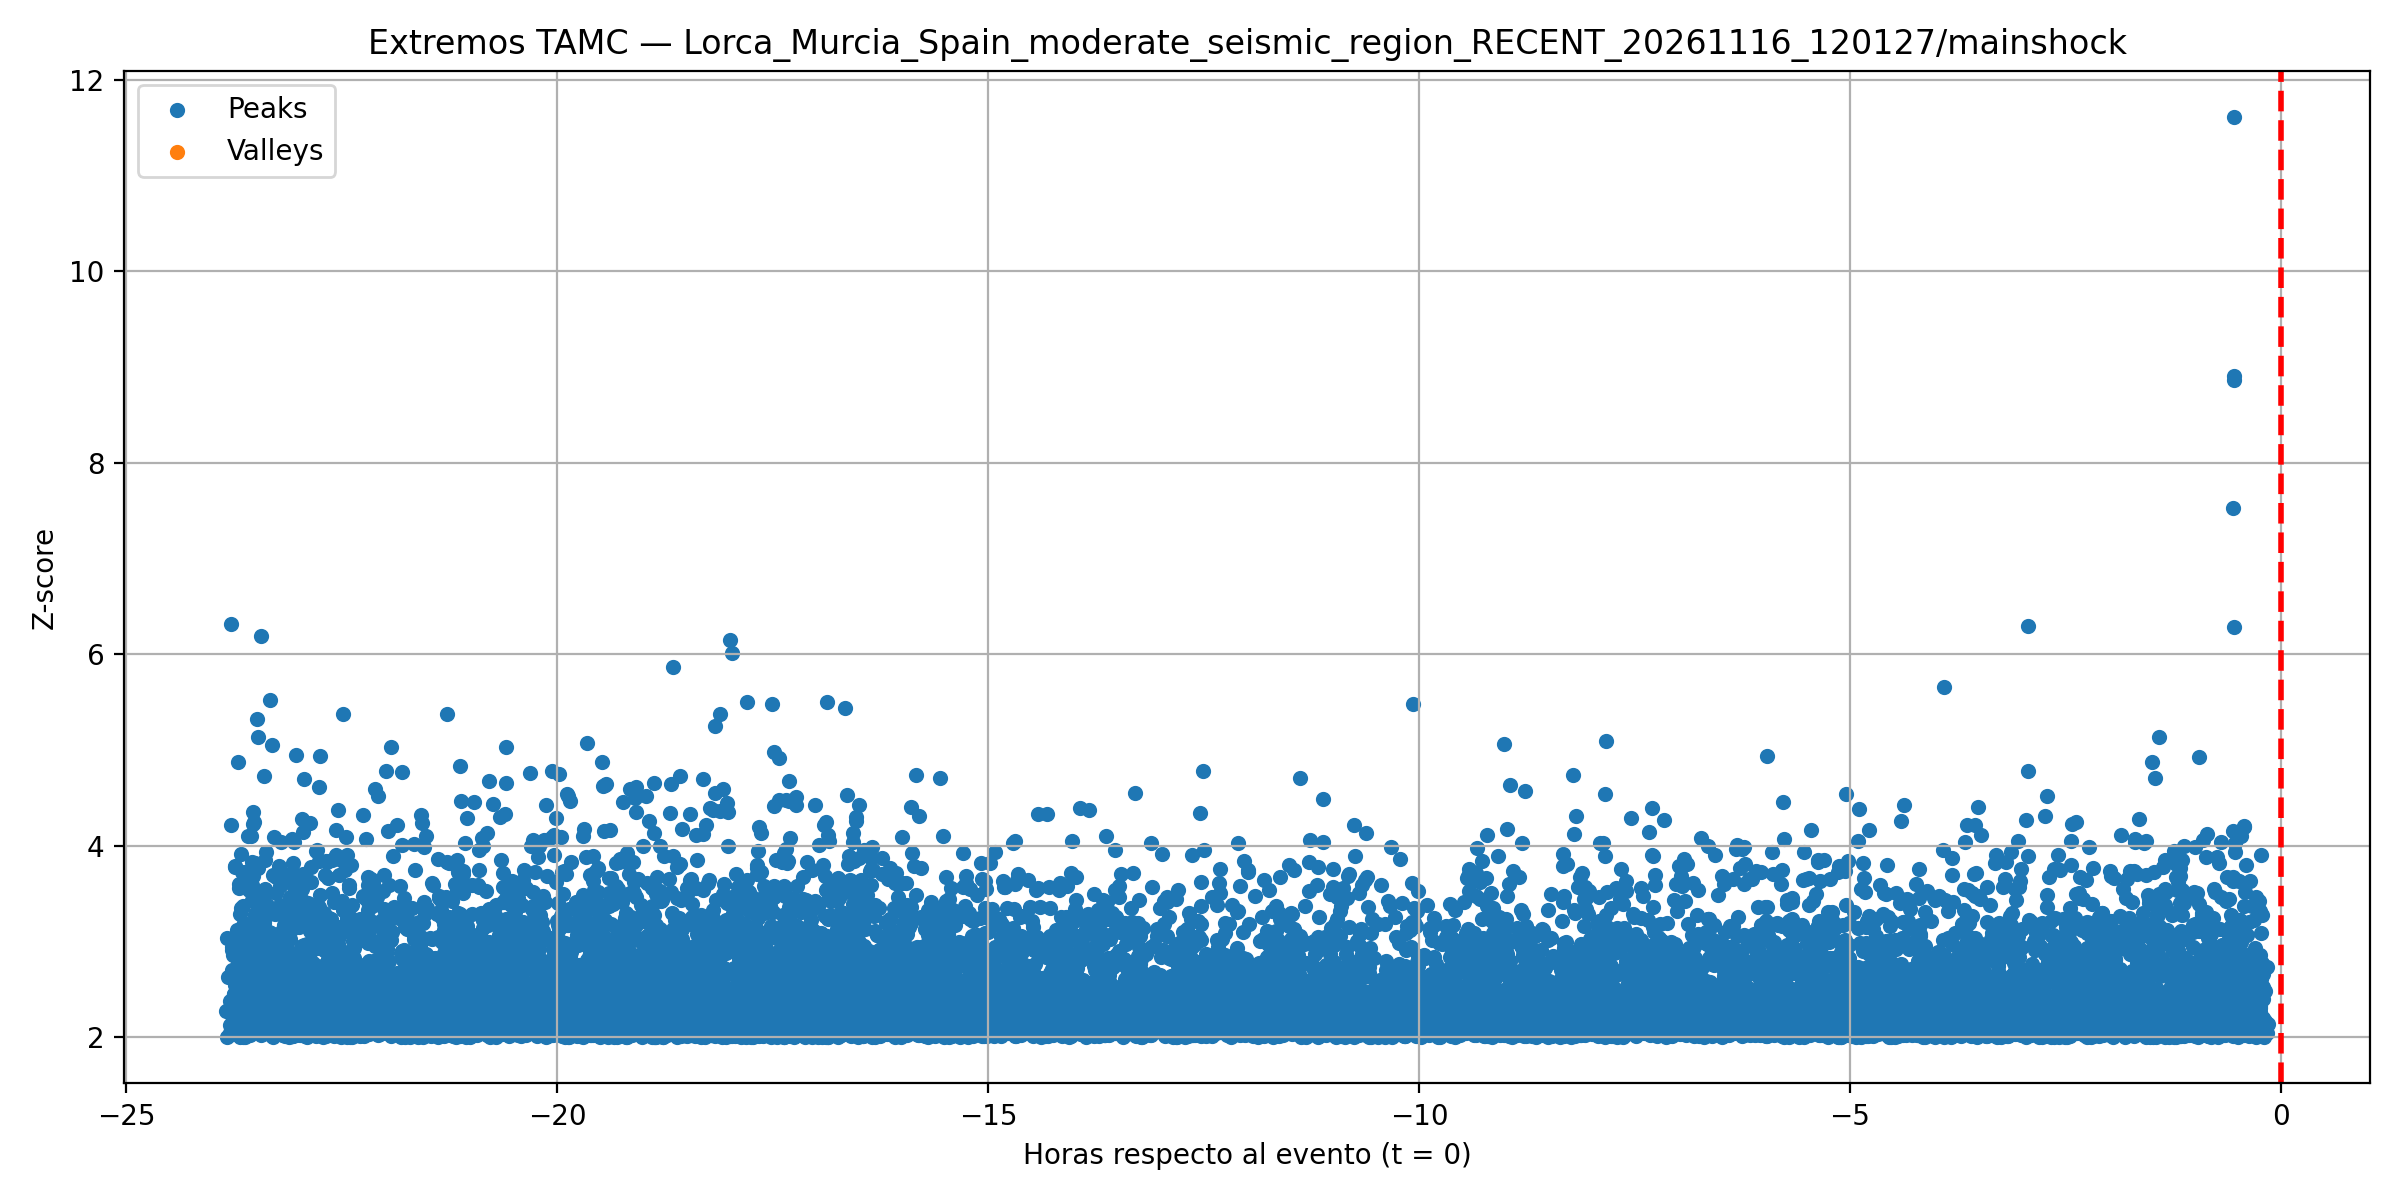 Extremos TAMC — Lorca_Murcia_Spain_moderate_seismic_region_RECENT_20261116_120127/mainshock
Peaks
Valleys
Z-score
12
10
8
6
4
2
−25
−20
−15
−10
−5
0
Horas respecto al evento (t = 0)